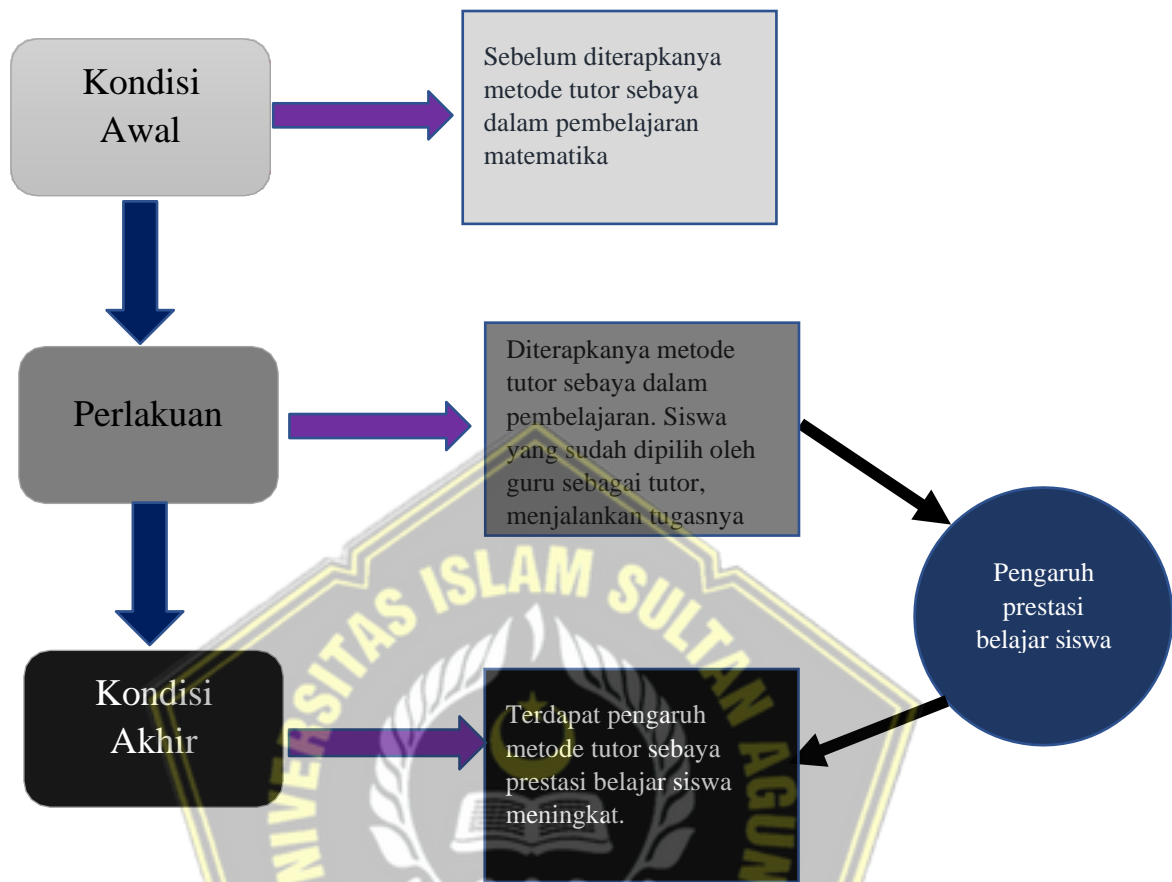 Kondisi
Awal
Sebelum diterapkanya
metode tutor sebaya
dalam pembelajaran
matematika
Perlakuan
Diterapkanya metode
tutor sebaya dalam
pembelajaran. Siswa
yang sudah dipilih oleh
guru sebagai tutor,
menjalankan tugasnya
Pengaruh
prestasi
belajar siswa
Kondisi
Akhir
Terdapat pengaruh
metode tutor sebaya
prestasi belajar siswa
meningkat.
UNIVERSITAS ISLAM SULTAN AGUN